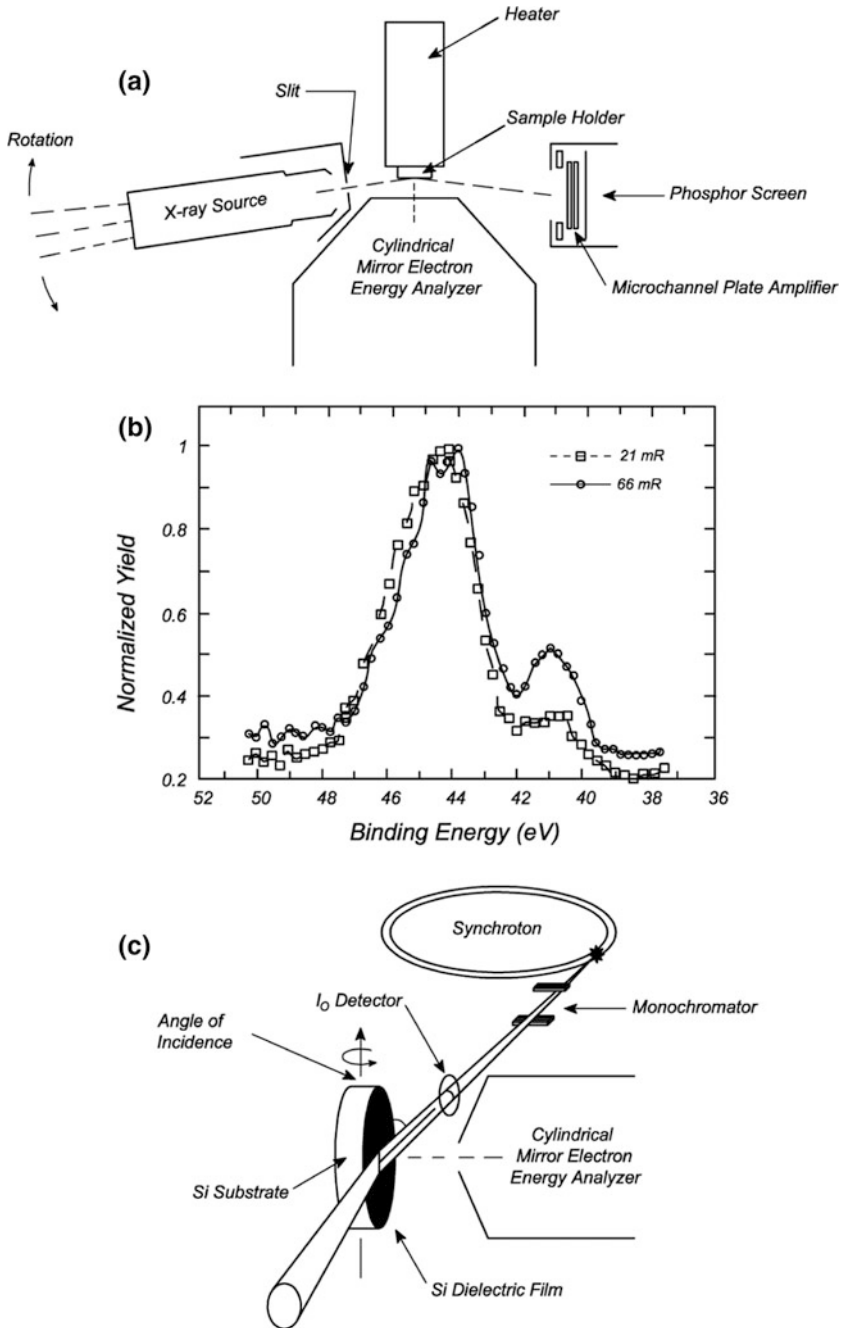 (a)
Heater
Slit
Sample Holder
Rotation
X-ray Source
Phosphor Screen
Cylindrical
Mirror Electron
Energy Analyzer
Microchannel Plate Amplifier
(b)
1
0.8
0.6
0.4
0.2
Normalized Yield
21 mR
66 mR
52 50 48 46 44 42 40 38 36
Binding Energy (eV)
(c)
Synchroton
I_O Detector
Monochromator
Angle of
Incidence
Cylindrical
Mirror Electron
Energy Analyzer
Si Substrate
Si Dielectric Film